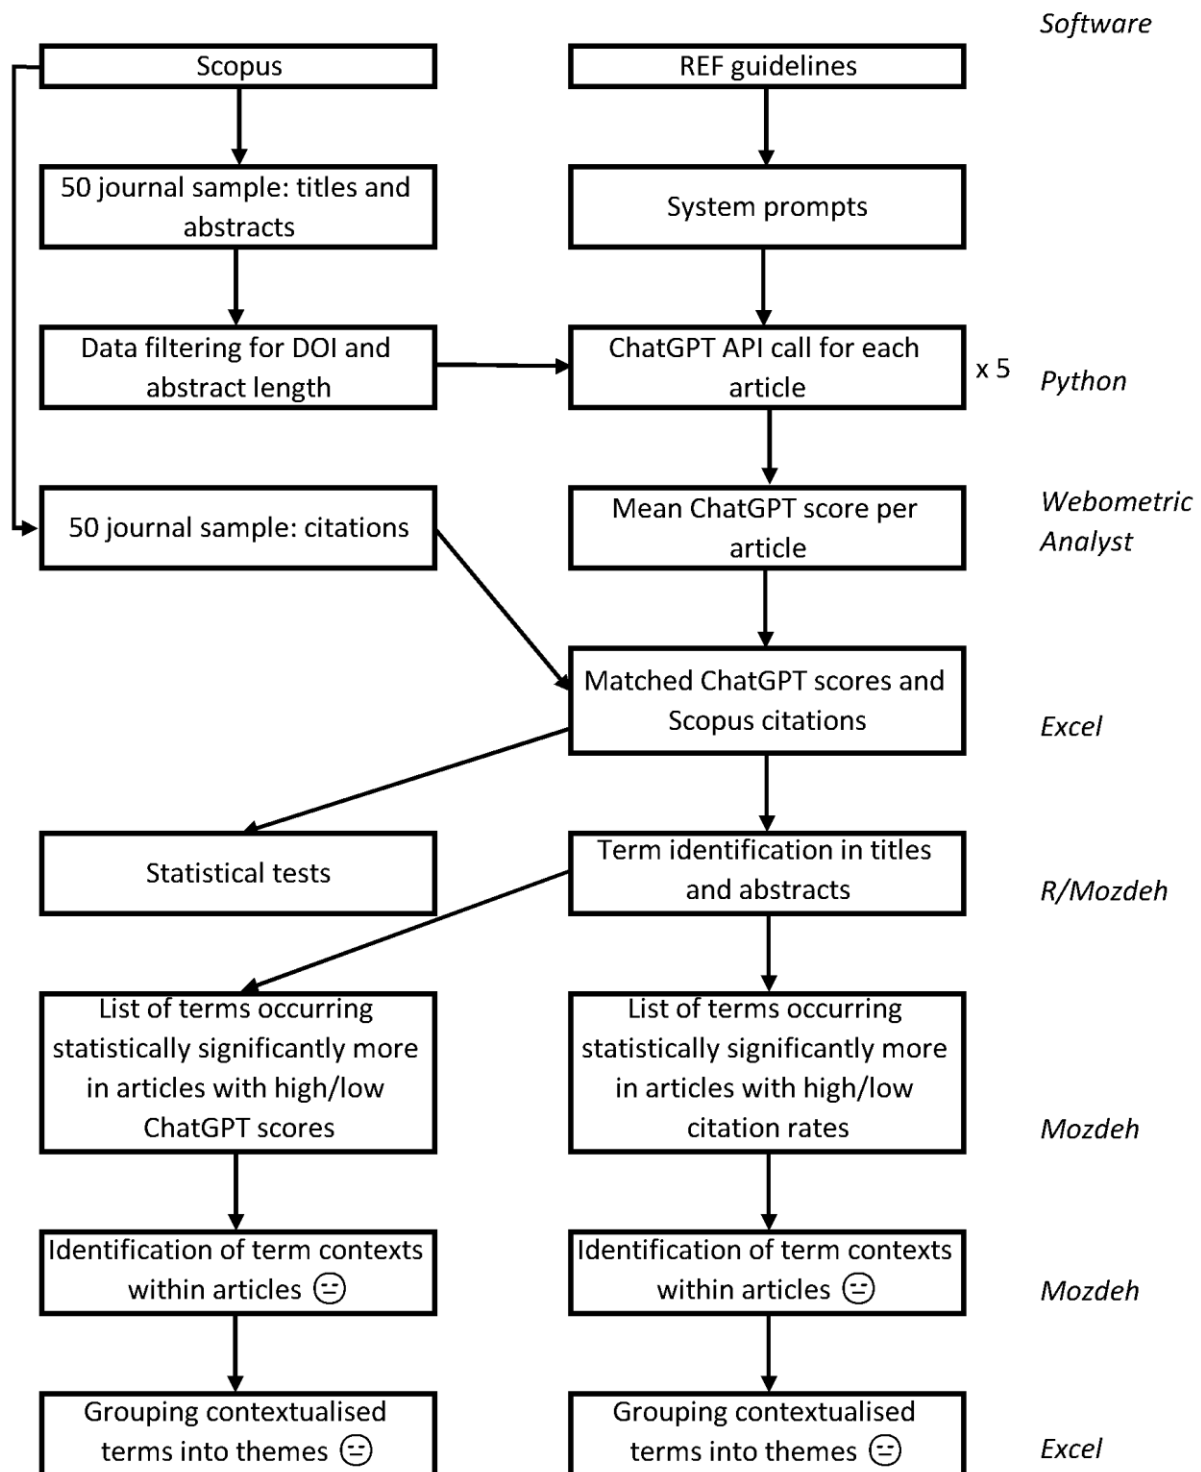 Software
Scopus
REF guidelines
50 journal sample: titles and
abstracts
System prompts
Data filtering for DOI and
abstract length
ChatGPT API call for each
article
x 5
Python
50 journal sample: citations
Mean ChatGPT score per
article
Webometric
Analyst
Matched ChatGPT scores and
Scopus citations
Excel
Statistical tests
Term identification in titles
and abstracts
R/Mozdeh
List of terms occurring
statistically significantly more
in articles with high/low
ChatGPT scores
List of terms occurring
statistically significantly more
in articles with high/low
citation rates
Mozdeh
Identification of term contexts
within articles 😑
Identification of term contexts
within articles 😑
Mozdeh
Grouping contextualised
terms into themes 😑
Grouping contextualised
terms into themes 😑
Excel